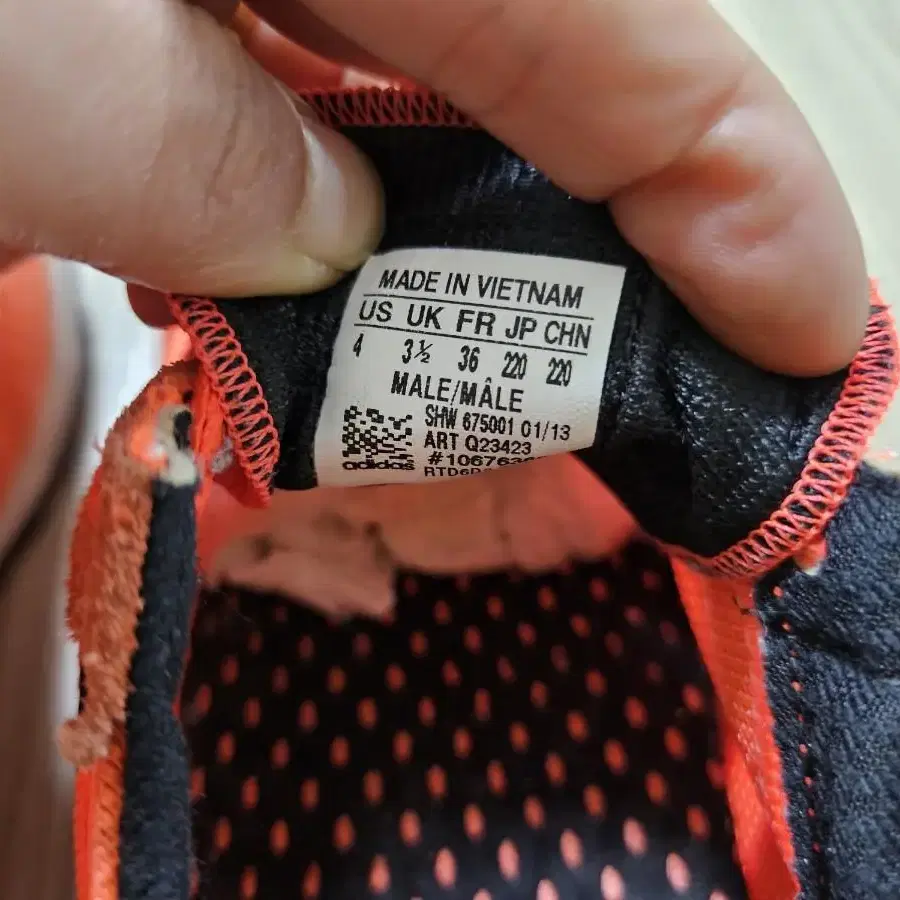 MADE IN VIETNAM
US UK FR JP CHN
4 3½ 36 220 220
MALE/MÂLE
SHW 675001 01/13
ART Q23423
adidas